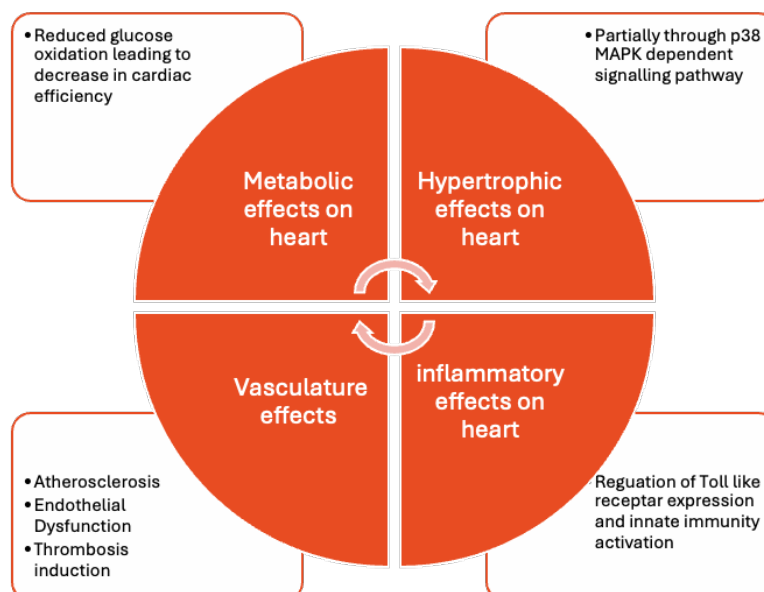 • Reduced glucose
oxidation leading to
decrease in cardiac
efficiency
• Partially through p38
MAPK dependent
signalling pathway
Metabolic
effects on
heart
Hypertrophic
effects on
heart
Vasculature
effects
inflammatory
effects on
heart
• Atherosclerosis
• Endothelial
Dysfunction
• Thrombosis
induction
Reguation of Toll like
receptar expression
and innate immunity
activation